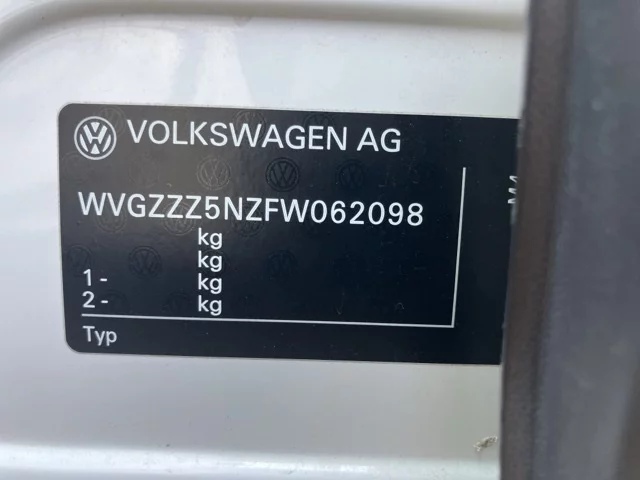 VOLKSWAGEN AG
WVGZZZ5NZFW062098
kg
kg
1- kg
2- kg
Typ